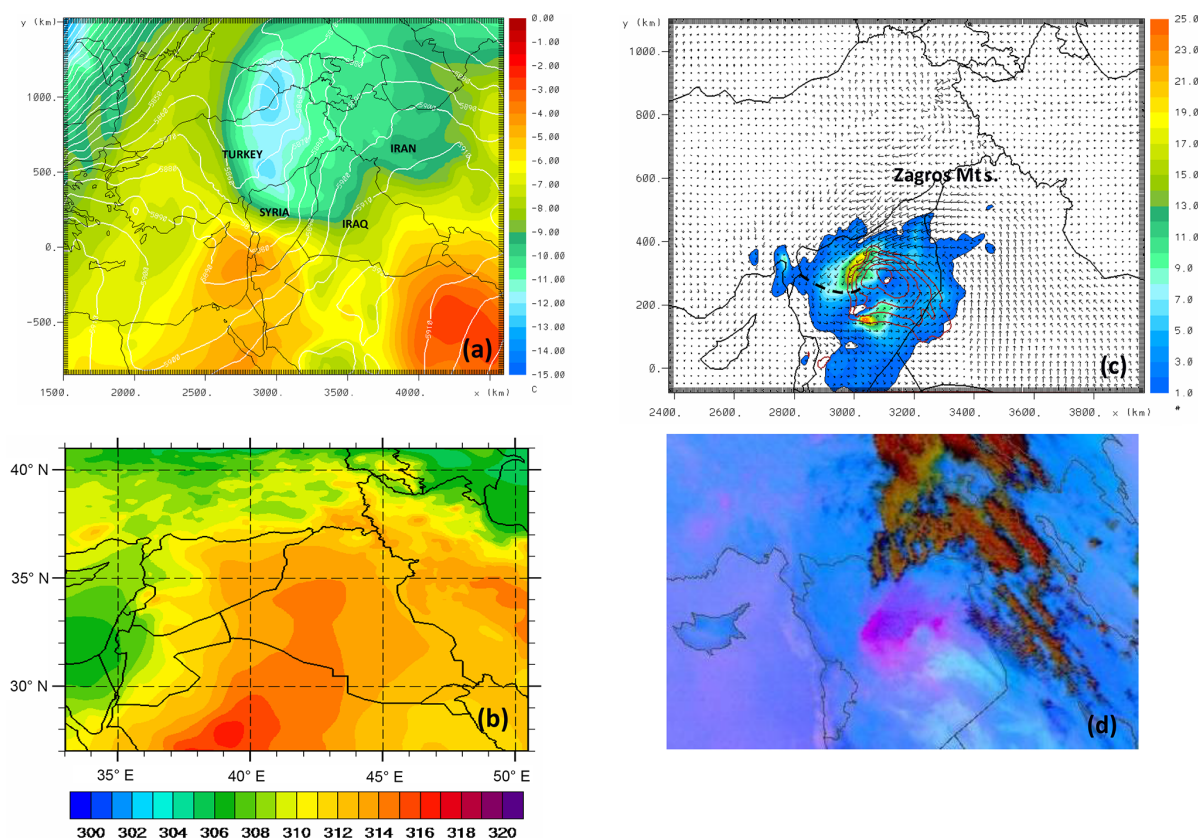 y (km)
1000.
500.
0.
-500.
1500.
2000.
2500.
3000.
3500.
4000.
x (km)
TURKEY
IRAN
SYRIA
IRAQ
(a)
0.00
-1.00
-2.00
-3.00
-4.00
-5.00
-6.00
-7.00
-8.00
-9.00
-10.00
-11.00
-12.00
-13.00
-14.00
-15.00
C
y (km)
1000.
800.
600.
400.
200.
0.
2400.
2600.
2800.
3000.
3200.
3400.
3600.
3800.
x (km)
Zagros Mts.
(c)
25.0
23.0
21.0
19.0
17.0
15.0
13.0
11.0
9.0
7.0
5.0
3.0
1.0
40° N
35° N
30° N
35° E
40° E
45° E
50° E
(b)
300 302 304 306 308 310 312 314 316 318 320
(d)